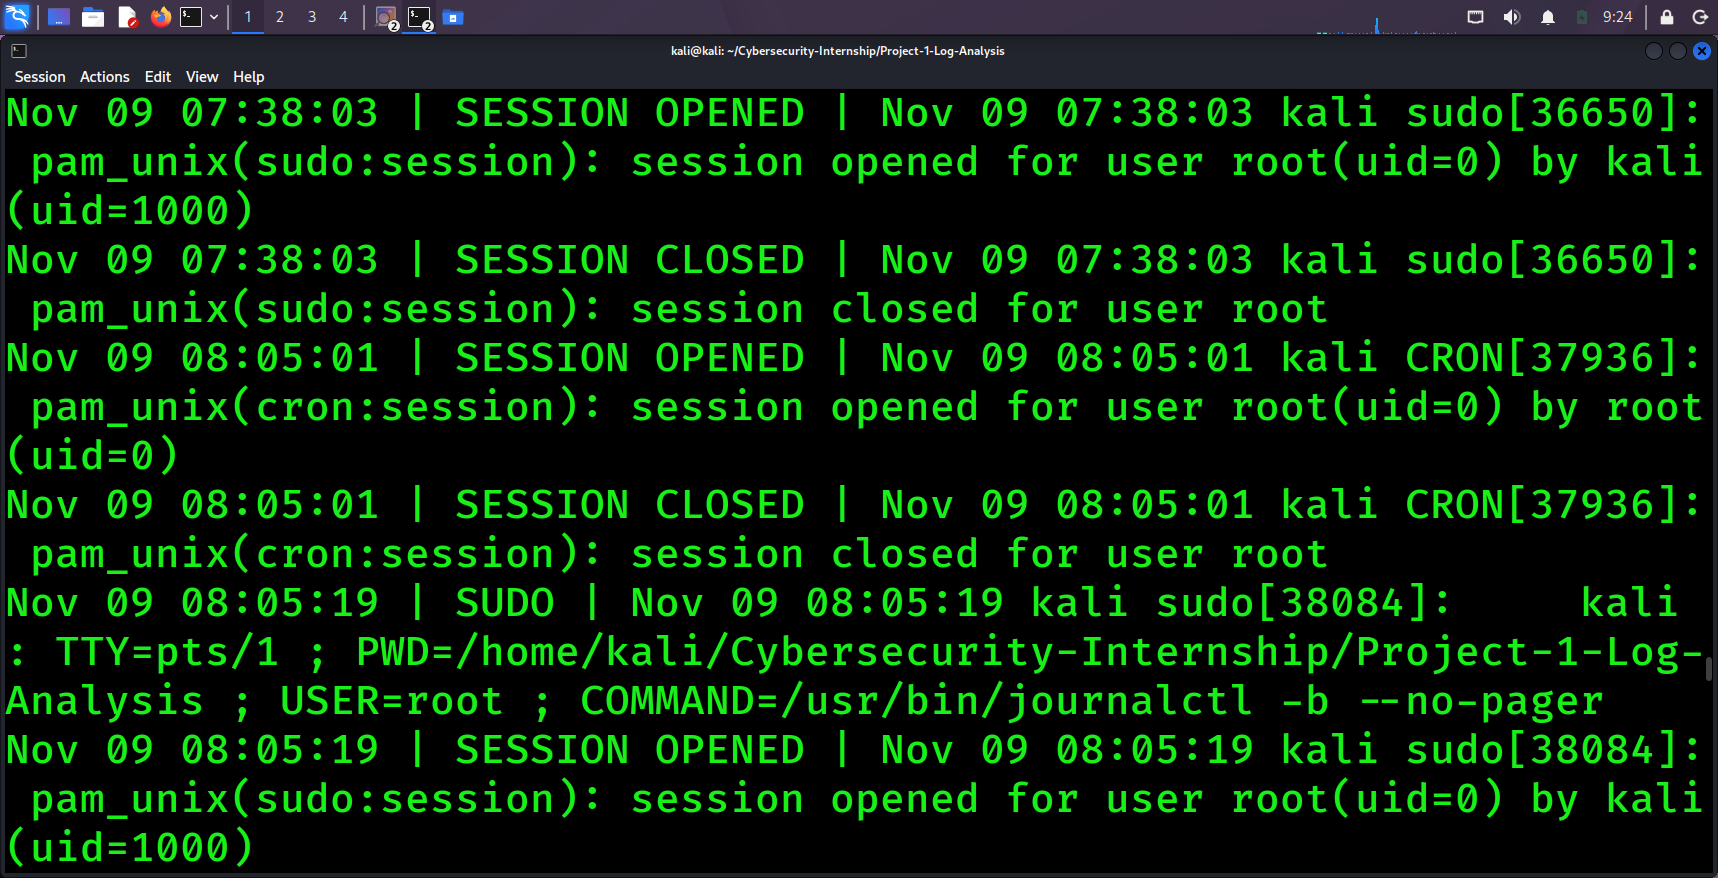 1 2 3 4 2 2 9:24
kali@kali: ~/Cybersecurity-Internship/Project-1-Log-Analysis
Session Actions Edit View Help
Nov 09 07:38:03 | SESSION OPENED | Nov 09 07:38:03 kali sudo[36650]:
pam_unix(sudo:session): session opened for user root(uid=0) by kali
(uid=1000)
Nov 09 07:38:03 | SESSION CLOSED | Nov 09 07:38:03 kali sudo[36650]:
pam_unix(sudo:session): session closed for user root
Nov 09 08:05:01 | SESSION OPENED | Nov 09 08:05:01 kali CRON[37936]:
pam_unix(cron:session): session opened for user root(uid=0) by root
(uid=0)
Nov 09 08:05:01 | SESSION CLOSED | Nov 09 08:05:01 kali CRON[37936]:
pam_unix(cron:session): session closed for user root
Nov 09 08:05:19 | SUDO | Nov 09 08:05:19 kali sudo[38084]:     kali
: TTY=pts/1 ; PWD=/home/kali/Cybersecurity-Internship/Project-1-Log-
Analysis ; USER=root ; COMMAND=/usr/bin/journalctl -b --no-pager
Nov 09 08:05:19 | SESSION OPENED | Nov 09 08:05:19 kali sudo[38084]:
pam_unix(sudo:session): session opened for user root(uid=0) by kali
(uid=1000)